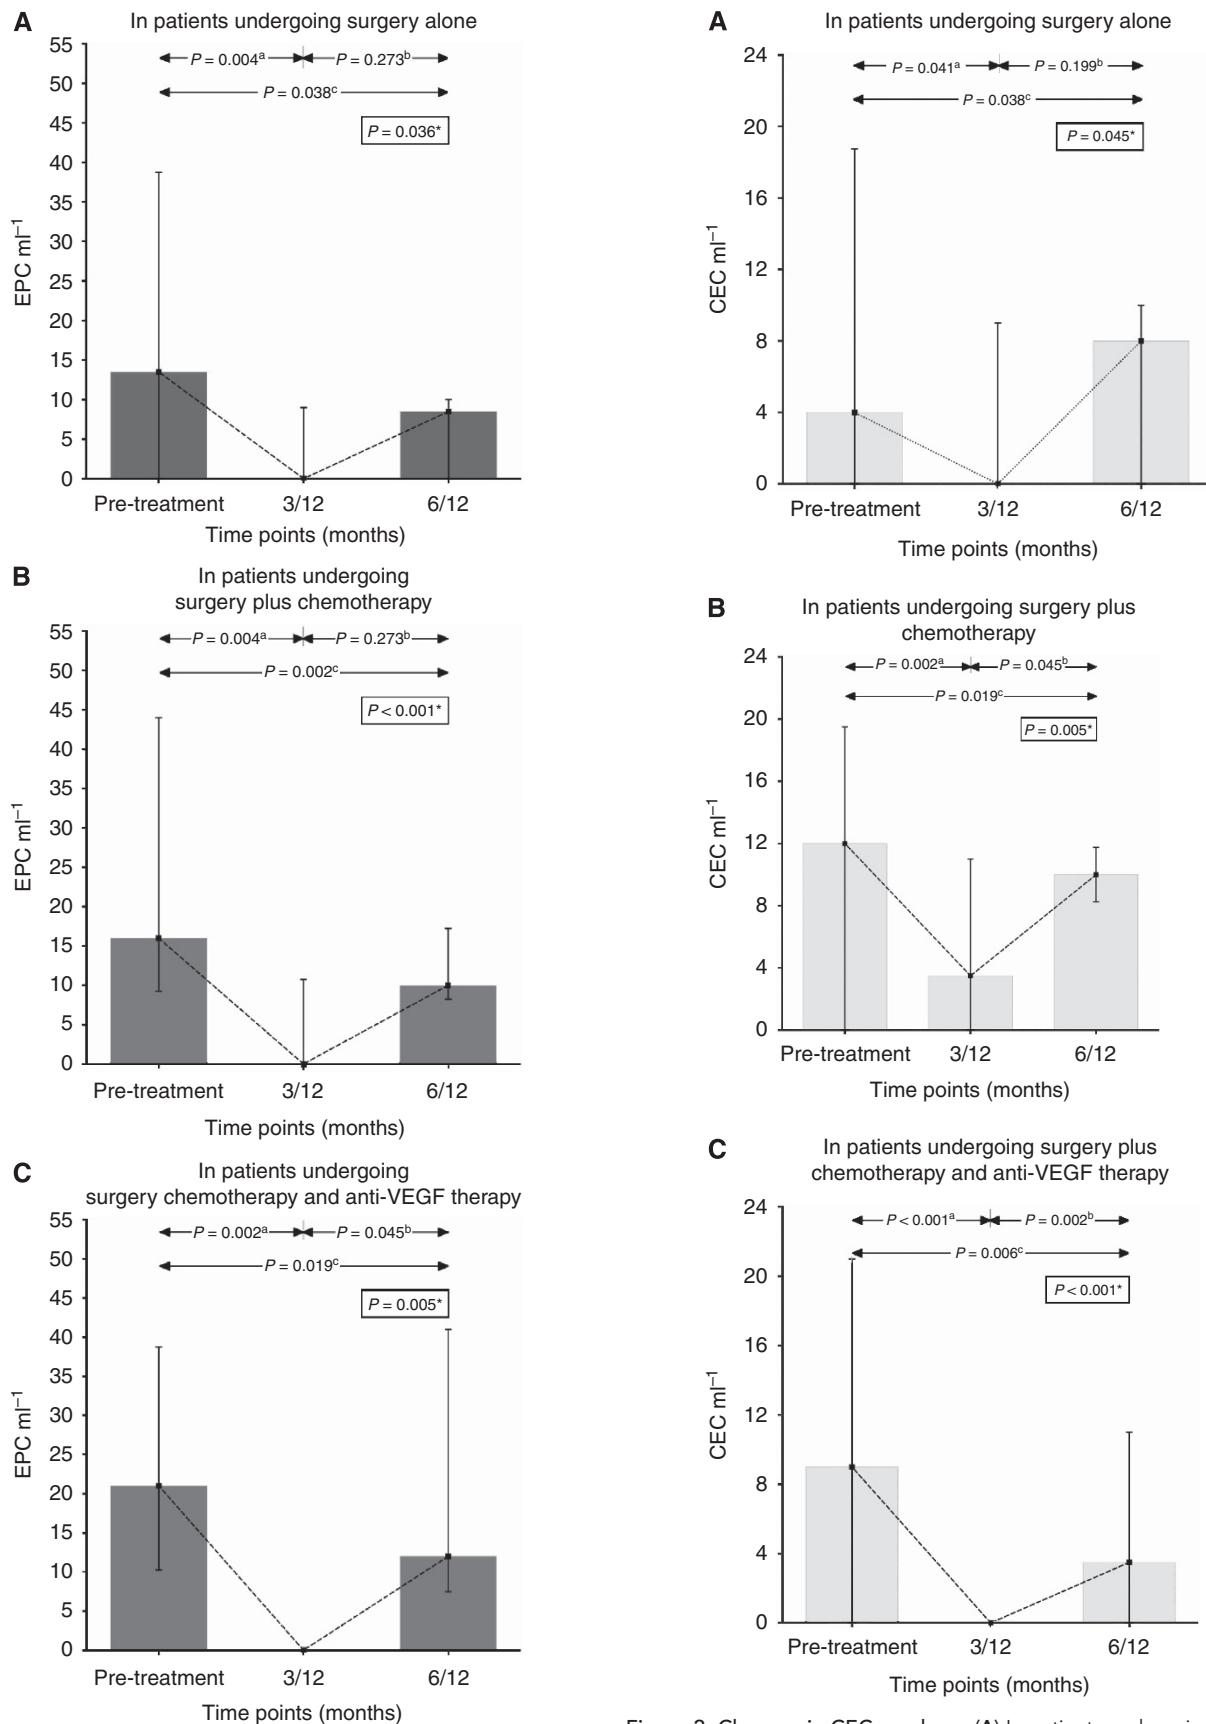 A
In patients undergoing surgery alone
55
50
45
40
35
30
25
20
15
10
5
0
EPC ml⁻¹
P = 0.004ᵃ
P = 0.273ᵇ
P = 0.038ᶜ
P = 0.036*
Pre-treatment 3/12 6/12
Time points (months)
B
In patients undergoing
surgery plus chemotherapy
55
50
45
40
35
30
25
20
15
10
5
0
EPC ml⁻¹
P = 0.004ᵃ
P = 0.273ᵇ
P = 0.002ᶜ
P < 0.001*
Pre-treatment 3/12 6/12
Time points (months)
C
In patients undergoing
surgery chemotherapy and anti-VEGF therapy
55
50
45
40
35
30
25
20
15
10
5
0
EPC ml⁻¹
P = 0.002ᵃ
P = 0.045ᵇ
P = 0.019ᶜ
P = 0.005*
Pre-treatment 3/12 6/12
Time points (months)
A
In patients undergoing surgery alone
24
20
16
12
8
4
0
CEC ml⁻¹
P = 0.041ᵃ
P = 0.199ᵇ
P = 0.038ᶜ
P = 0.045*
Pre-treatment 3/12 6/12
Time points (months)
B
In patients undergoing surgery plus
chemotherapy
24
20
16
12
8
4
0
CEC ml⁻¹
P = 0.002ᵃ
P = 0.045ᵇ
P = 0.019ᶜ
P = 0.005*
Pre-treatment 3/12 6/12
Time points (months)
C
In patients undergoing surgery plus
chemotherapy and anti-VEGF therapy
24
20
16
12
8
4
0
CEC ml⁻¹
P < 0.001ᵃ
P = 0.002ᵇ
P = 0.006ᶜ
P < 0.001*
Pre-treatment 3/12 6/12
Time points (months)